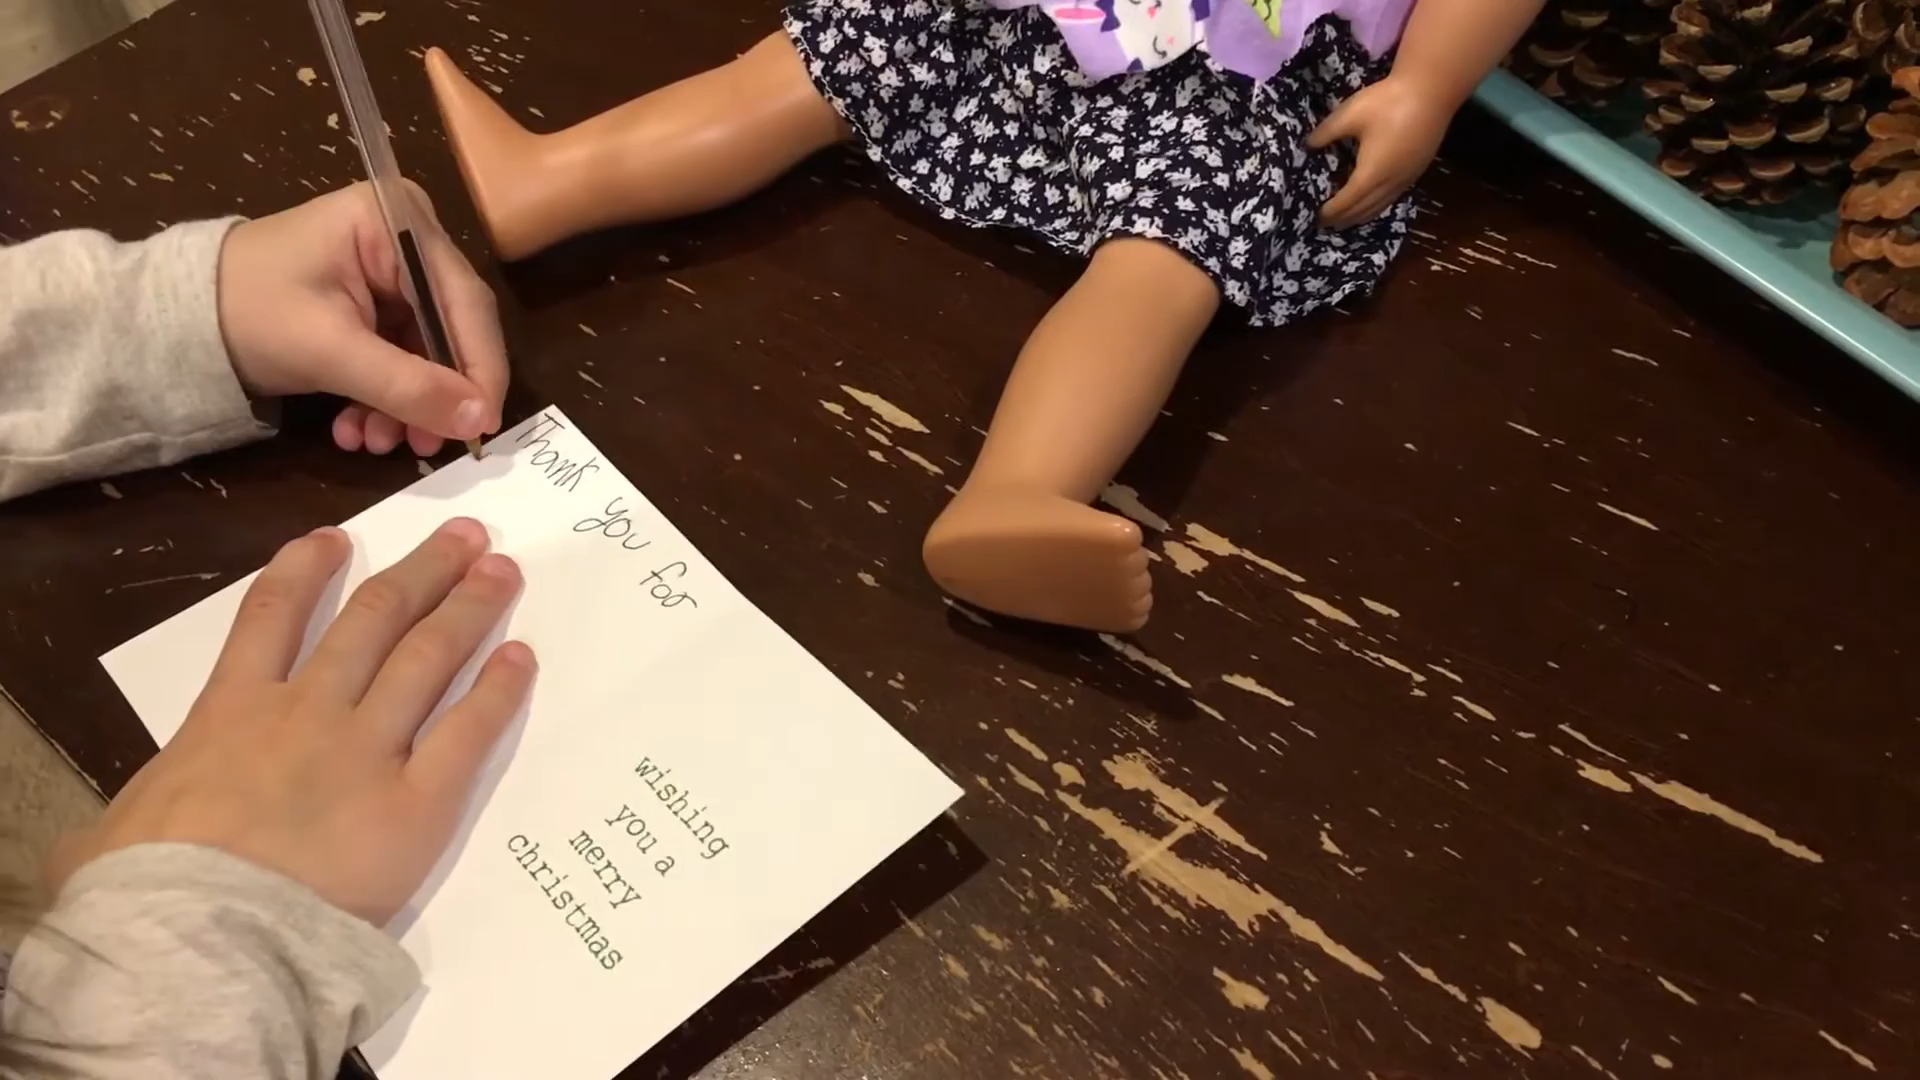 Thank you for
wishing
you a
merry
christmas